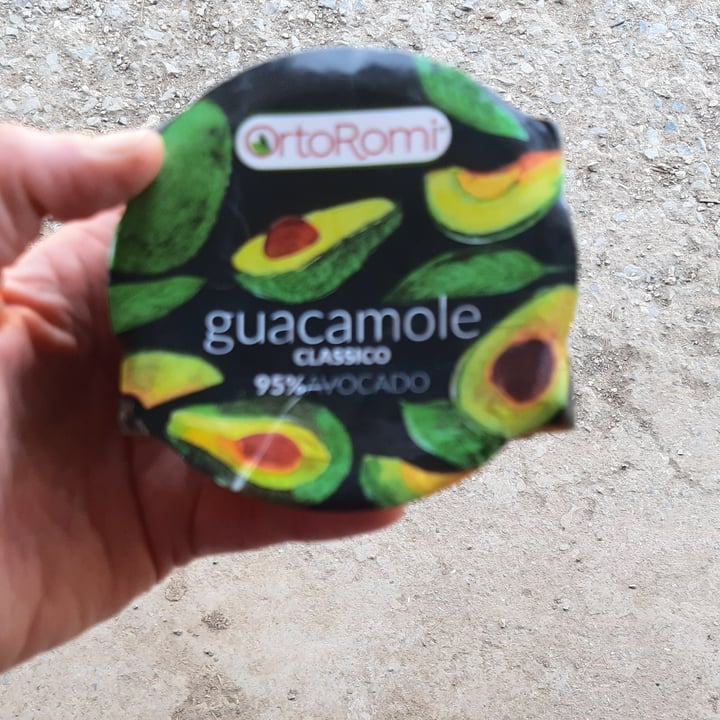 OrtoRomi
guacamole
CLASSICO
95% AVOCADO